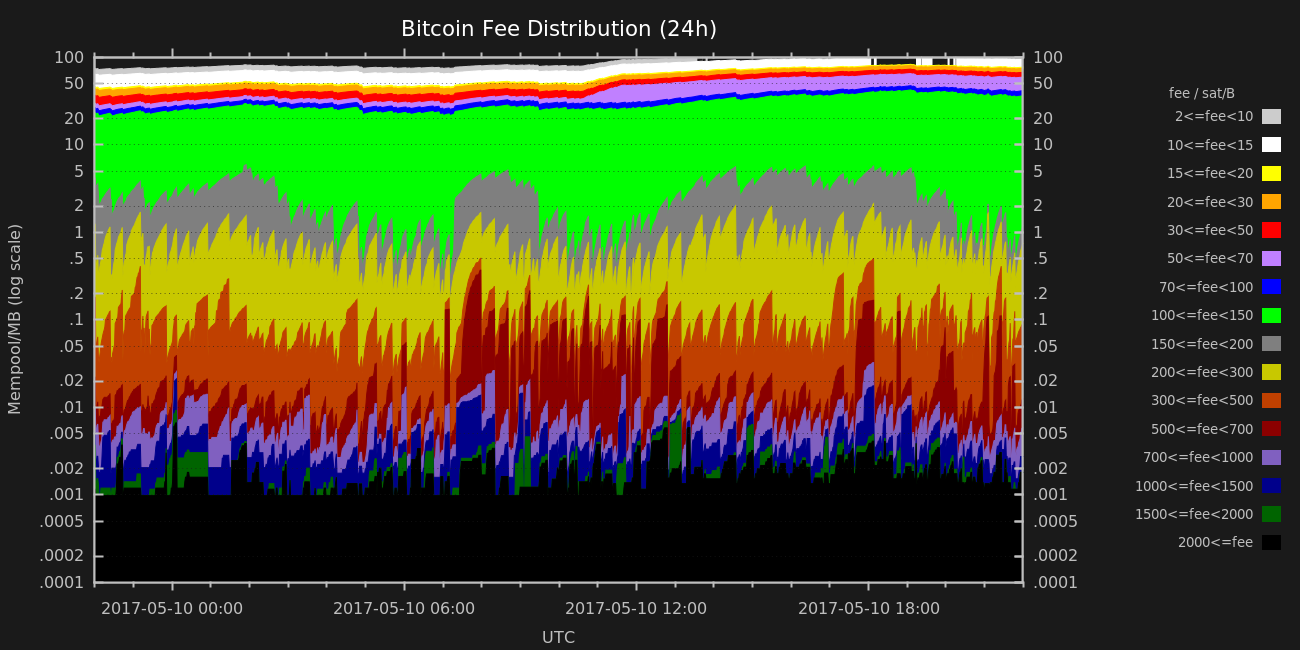 Bitcoin Fee Distribution (24h)
Mempool/MB (log scale)
100
50
20
10
5
2
1
.5
.2
.1
.05
.02
.01
.005
.002
.001
.0005
.0002
.0001
100
50
20
10
5
2
1
.5
.2
.1
.05
.02
.01
.005
.002
.001
.0005
.0002
.0001
2017-05-10 00:00
2017-05-10 06:00
2017-05-10 12:00
2017-05-10 18:00
UTC
fee / sat/B
2<=fee<10
10<=fee<15
15<=fee<20
20<=fee<30
30<=fee<50
50<=fee<70
70<=fee<100
100<=fee<150
150<=fee<200
200<=fee<300
300<=fee<500
500<=fee<700
700<=fee<1000
1000<=fee<1500
1500<=fee<2000
2000<=fee